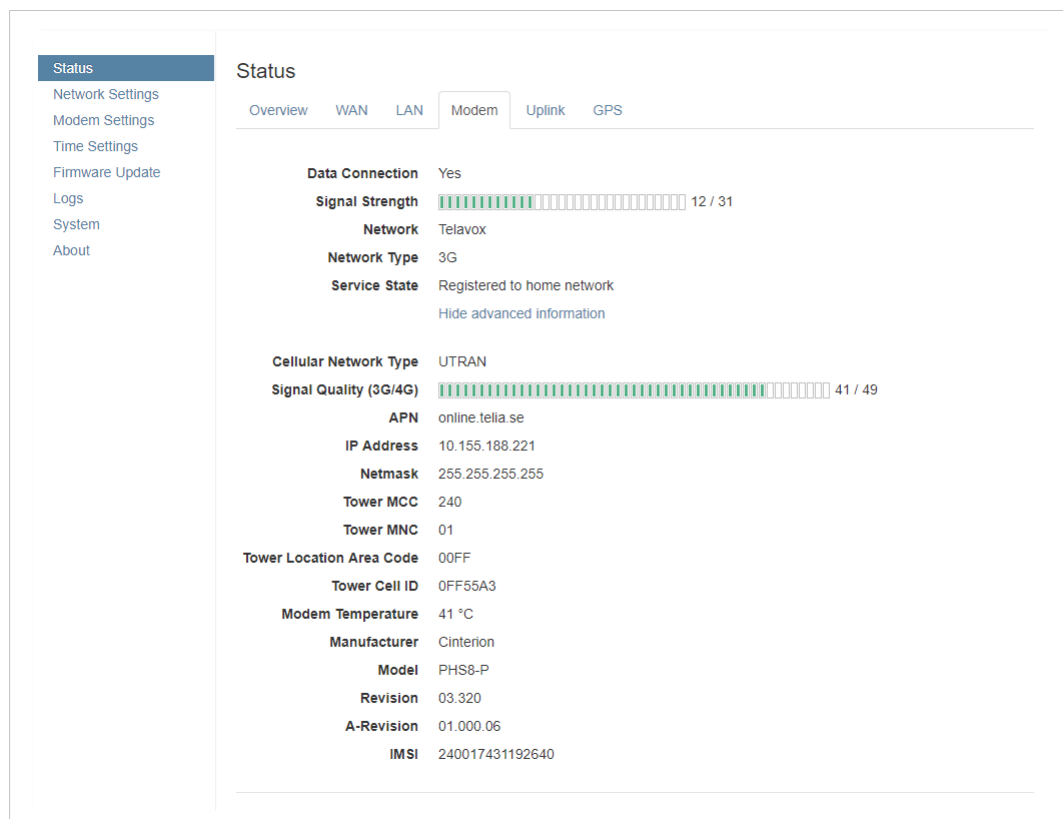 Status
Network Settings
Modem Settings
Time Settings
Firmware Update
Logs
System
About
Status
Overview WAN LAN Modem Uplink GPS
Data Connection Yes
Signal Strength 12 / 31
Network Telavox
Network Type 3G
Service State Registered to home network
Hide advanced information
Cellular Network Type UTRAN
Signal Quality (3G/4G) 41 / 49
APN online.telia.se
IP Address 10.155.188.221
Netmask 255.255.255.255
Tower MCC 240
Tower MNC 01
Tower Location Area Code 00FF
Tower Cell ID 0FF55A3
Modem Temperature 41 °C
Manufacturer Cinterion
Model PHS8-P
Revision 03.320
A-Revision 01.000.06
IMSI 240017431192640